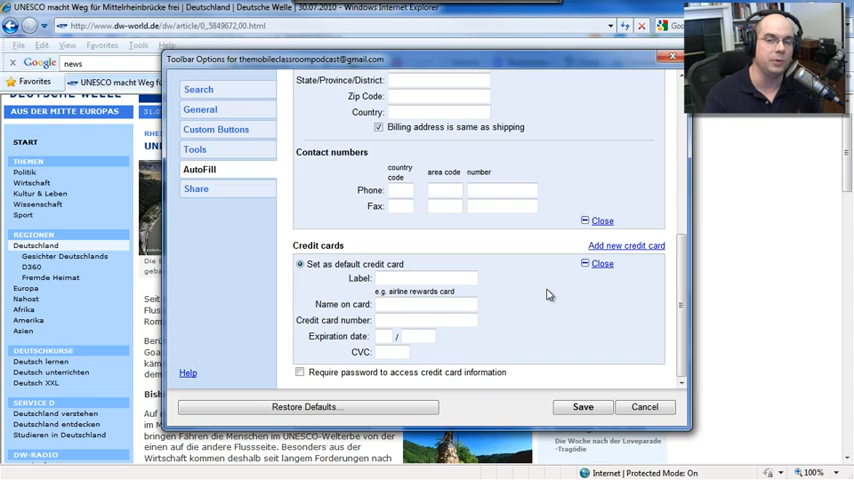 UNESCO macht Weg für Mittelrheinbrücke frei | Deutschland | Deutsche Welle | 30.07.2010 - Windows Internet Explorer
http://www.dw-world.de/dw/article/0,,5849672,00.html
File Edit View Favorites Tools Help
Google news
Favorites UNESCO macht Weg für Mi
Toolbar Options for themobileclassroompodcast@gmail.com
DEUTSCHE WELLE
AUS DER MITTE EUROPAS
START
THEMEN
Politik
Wirtschaft
Kultur & Leben
Wissenschaft
Sport
REGIONEN
Deutschland
Gesichter Deutschlands
D360
Fremde Heimat
Europa
Nahost
Afrika
Amerika
Asien
DEUTSCHKURSE
Deutsch lernen
Deutsch unterrichten
Deutsch XXL
SERVICE D
Deutschland verstehen
Deutschland entdecken
Studieren in Deutschland
DW-RADIO
Search
General
Custom Buttons
Tools
AutoFill
Share
Help
State/Province/District:
Zip Code:
Country:
Billing address is same as shipping
Contact numbers
country code area code number
Phone:
Fax:
Close
Credit cards Add new credit card
Set as default credit card Close
Label:
e.g. airline rewards card
Name on card:
Credit card number:
Expiration date: /
CVC:
Require password to access credit card information
Restore Defaults... Save Cancel
bringen Fähren die Menschen im UNESCO-Welterbe von der
einen auf die andere Flussseite. Besonders aus der
Wirtschaft kommen deshalb seit langem Forderungen nach
Die Woche nach der Loveparade
-Tragödie
Internet | Protected Mode: On 100%